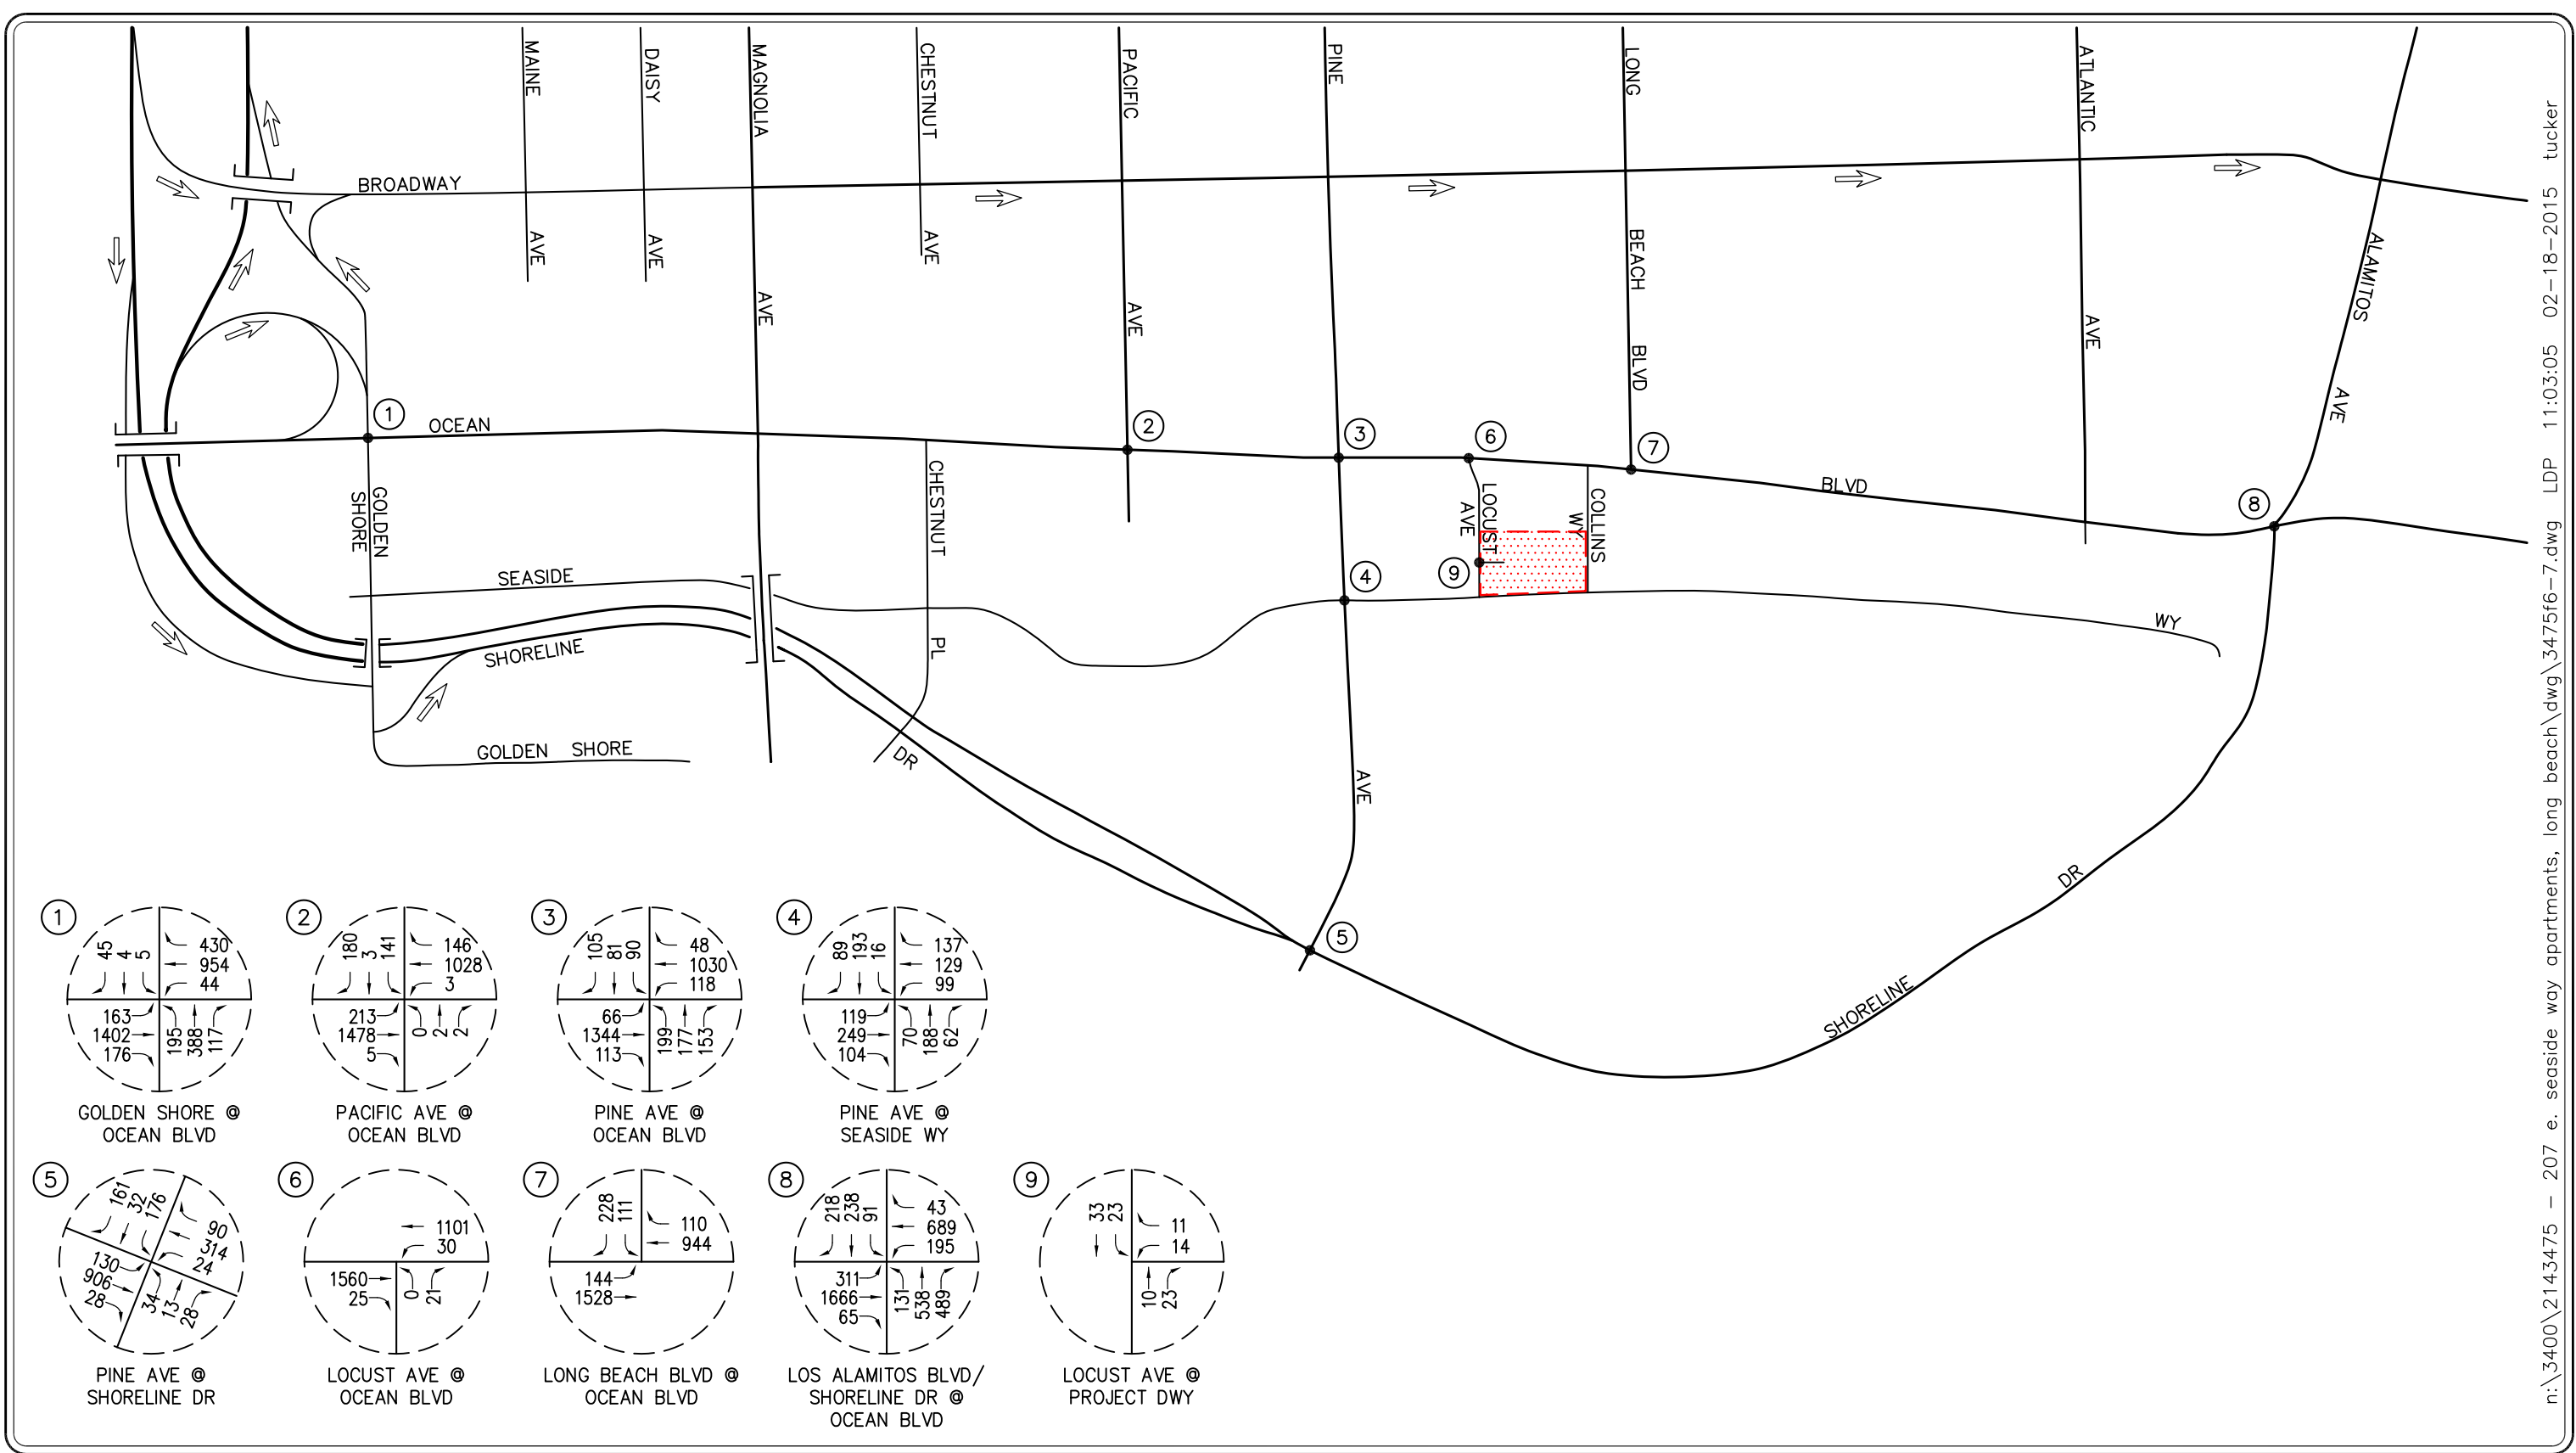 MAINE
AVE
DAISY
AVE
MAGNOLIA
AVE
CHESTNUT
AVE
PACIFIC
AVE
PINE
LONG
BEACH
BLVD
ATLANTIC
AVE
ALAMITOS
AVE
BROADWAY
1
OCEAN
2
3
6
7
BLVD
8
GOLDEN
SHORE
CHESTNUT
PL
LOCUST
AVE
COLLINS
WY
9
4
SEASIDE
WY
SHORELINE
DR
GOLDEN SHORE
AVE
5
SHORELINE
DR
1
45
4
5
430
954
44
163
1402
176
195
388
117
GOLDEN SHORE @
OCEAN BLVD
2
180
3
141
146
1028
3
213
1478
5
0
2
2
PACIFIC AVE @
OCEAN BLVD
3
105
81
90
48
1030
118
66
1344
113
199
177
153
PINE AVE @
OCEAN BLVD
4
89
193
16
137
129
99
119
249
104
70
188
62
PINE AVE @
SEASIDE WY
5
161
32
176
90
314
24
130
906
28
34
13
28
PINE AVE @
SHORELINE DR
6
1101
30
1560
25
0
21
LOCUST AVE @
OCEAN BLVD
7
228
111
110
944
144
1528
LONG BEACH BLVD @
OCEAN BLVD
8
218
238
91
43
689
195
311
1666
65
131
538
489
LOS ALAMITOS BLVD/
SHORELINE DR @
OCEAN BLVD
9
33
23
11
14
10
23
LOCUST AVE @
PROJECT DWY
n:\3400\2143475 - 207 e. seaside way apartments, long beach\dwg\3475f6-7.dwg LDP 11:03:05 02-18-2015 tucker